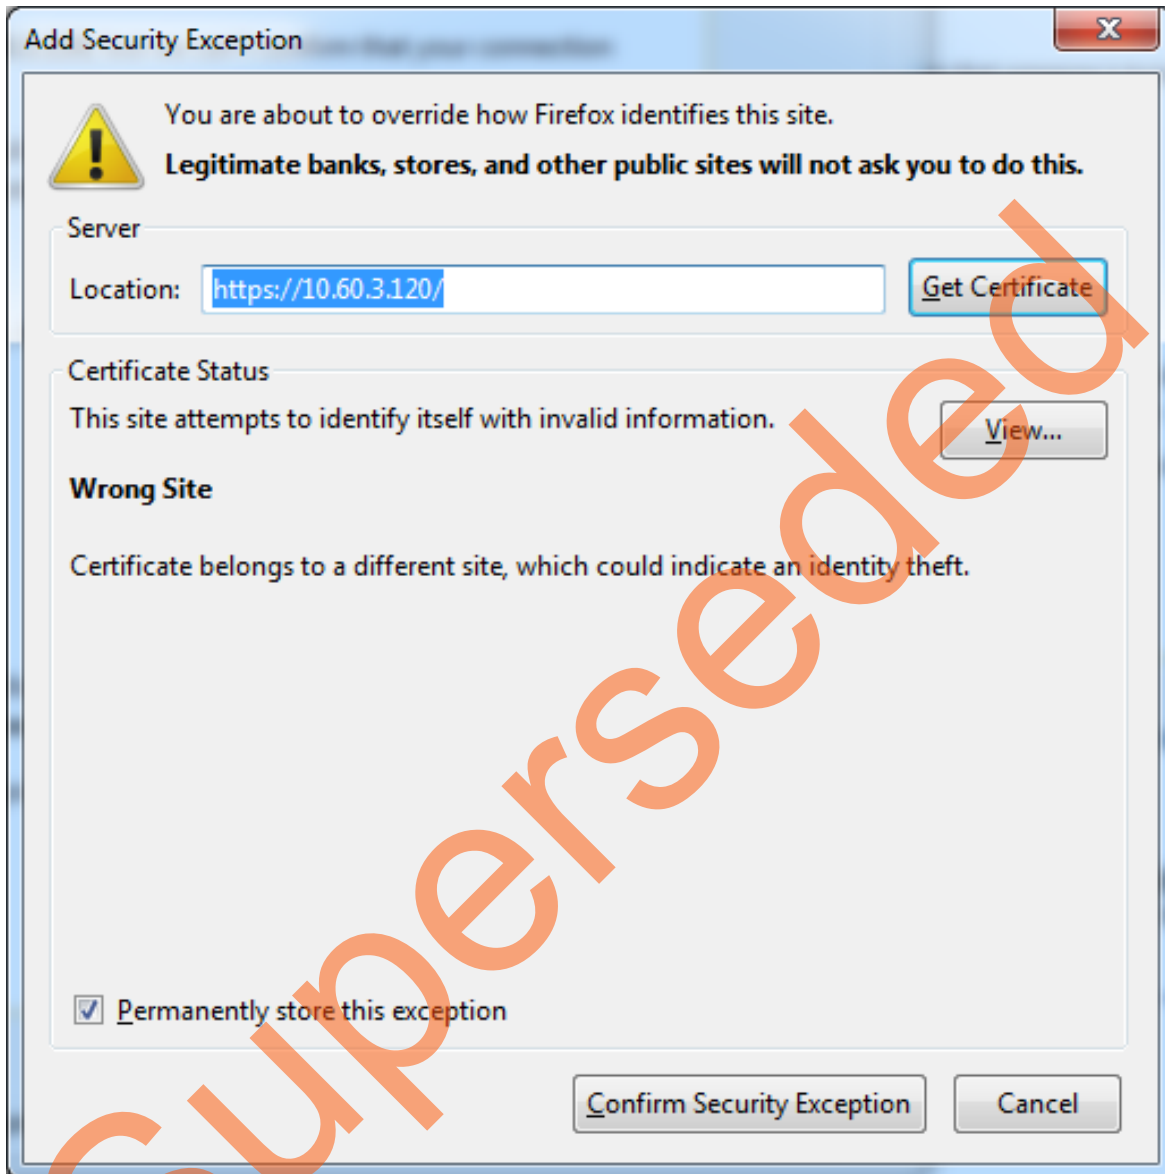 Add Security Exception
You are about to override how Firefox identifies this site.
Legitimate banks, stores, and other public sites will not ask you to do this.
Server
Location: https://10.60.3.120/ Get Certificate
Certificate Status
This site attempts to identify itself with invalid information. View...
Wrong Site
Certificate belongs to a different site, which could indicate an identity theft.
Permanently store this exception
Confirm Security Exception Cancel
Superseded